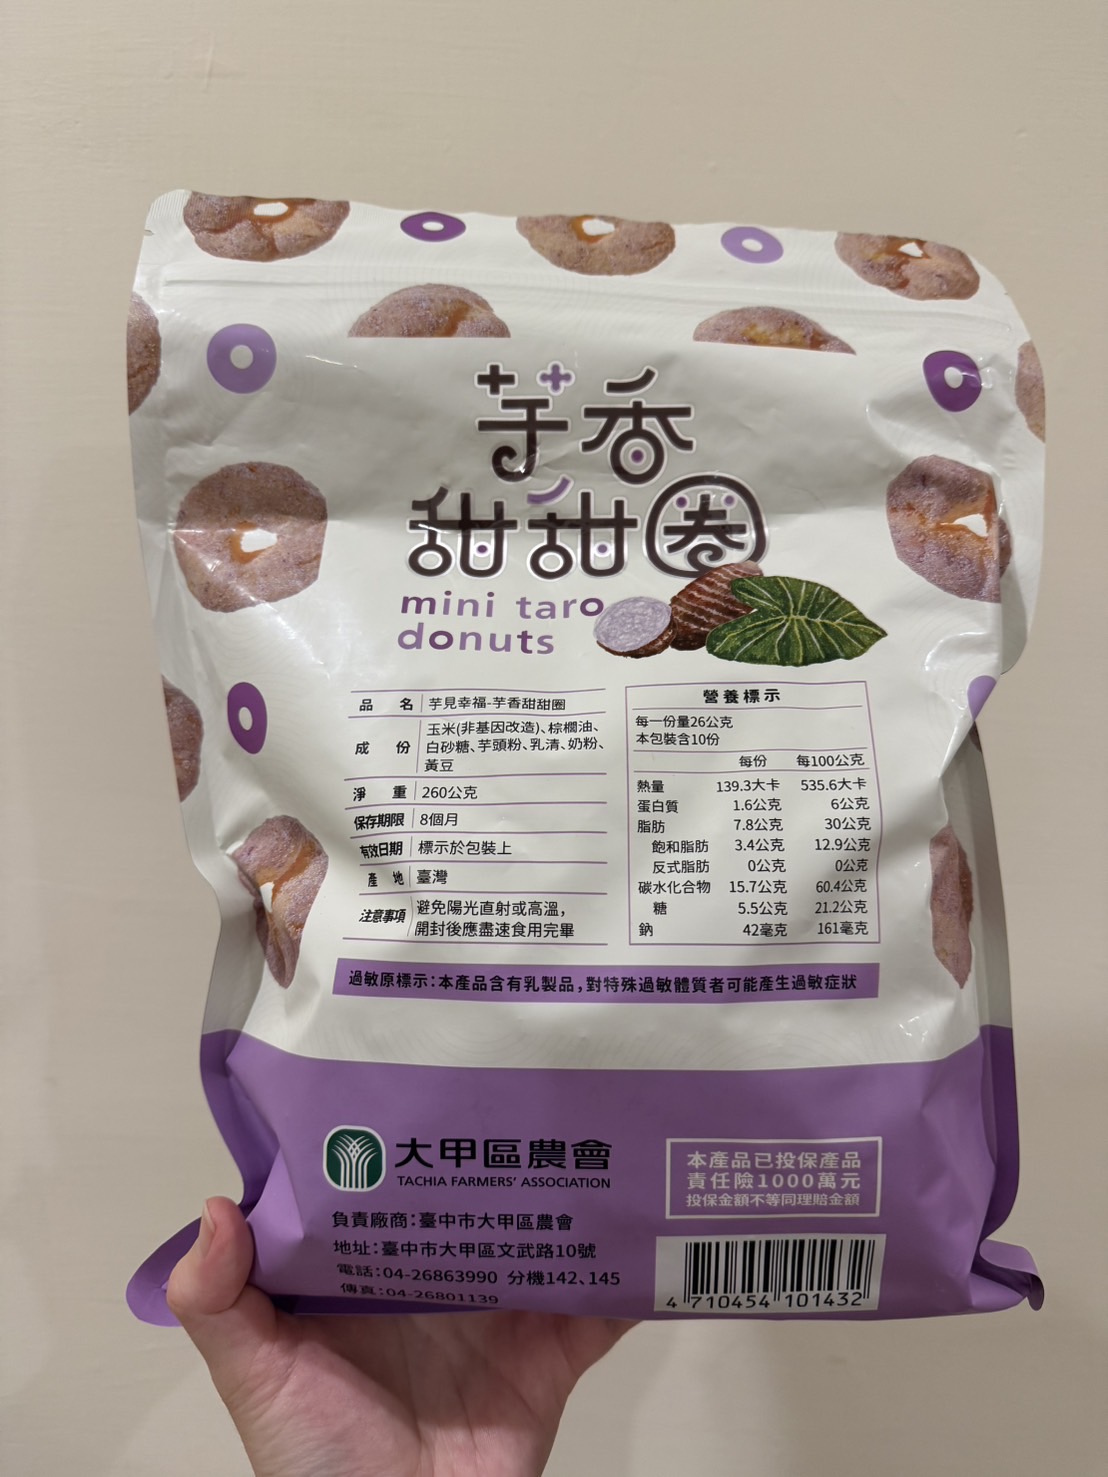 芋香
甜甜圈
mini taro
donuts
品名 芋見幸福-芋香甜甜圈
成份 玉米(非基因改造)、棕櫚油、
白砂糖、芋頭粉、乳清、奶粉、
黃豆
淨重 260公克
保存期限 8個月
有效日期 標示於包裝上
產地 臺灣
注意事項 避免陽光直射或高溫,
開封後應盡速食用完畢
營養標示
每一份量26公克
本包裝含10份
每份 每100公克
熱量 139.3大卡 535.6大卡
蛋白質 1.6公克 6公克
脂肪 7.8公克 30公克
飽和脂肪 3.4公克 12.9公克
反式脂肪 0公克 0公克
碳水化合物 15.7公克 60.4公克
糖 5.5公克 21.2公克
鈉 42毫克 161毫克
過敏原標示:本產品含有乳製品,對特殊過敏體質者可能產生過敏症狀
大甲區農會
TACHIA FARMERS' ASSOCIATION
負責廠商:臺中市大甲區農會
地址:臺中市大甲區文武路10號
電話:04-26863990 分機142、145
傳真:04-26801139
本產品已投保產品
責任險1000萬元
投保金額不等同理賠金額
4 710454 101432